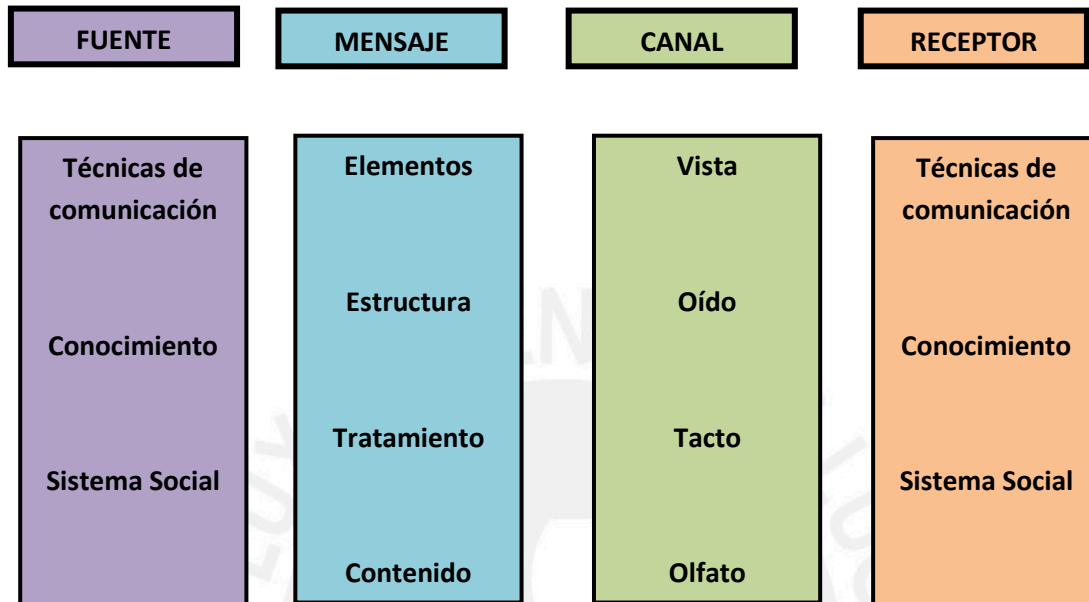 FUENTE
MENSAJE
CANAL
RECEPTOR
Técnicas de
comunicación
Conocimiento
Sistema Social
Elementos
Estructura
Tratamiento
Contenido
Vista
Oído
Tacto
Olfato
Técnicas de
comunicación
Conocimiento
Sistema Social